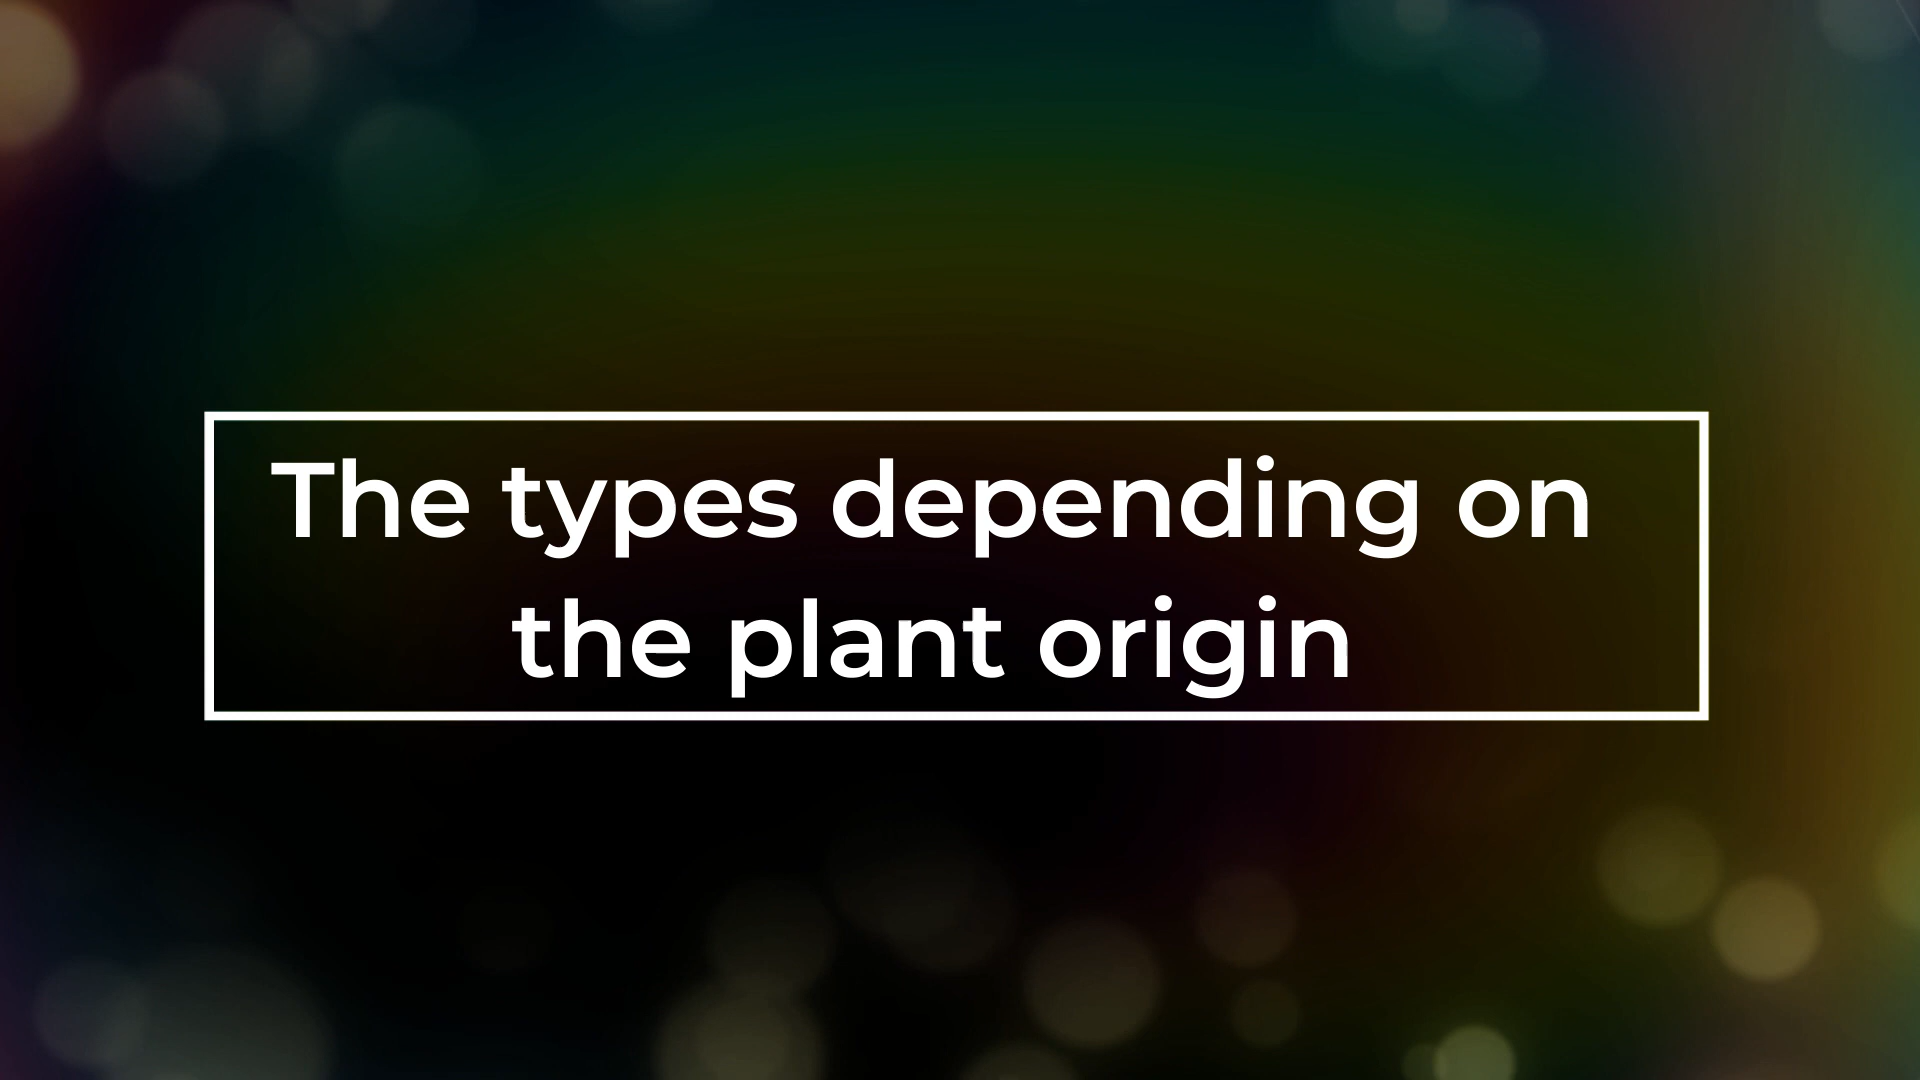 The types depending on
the plant origin